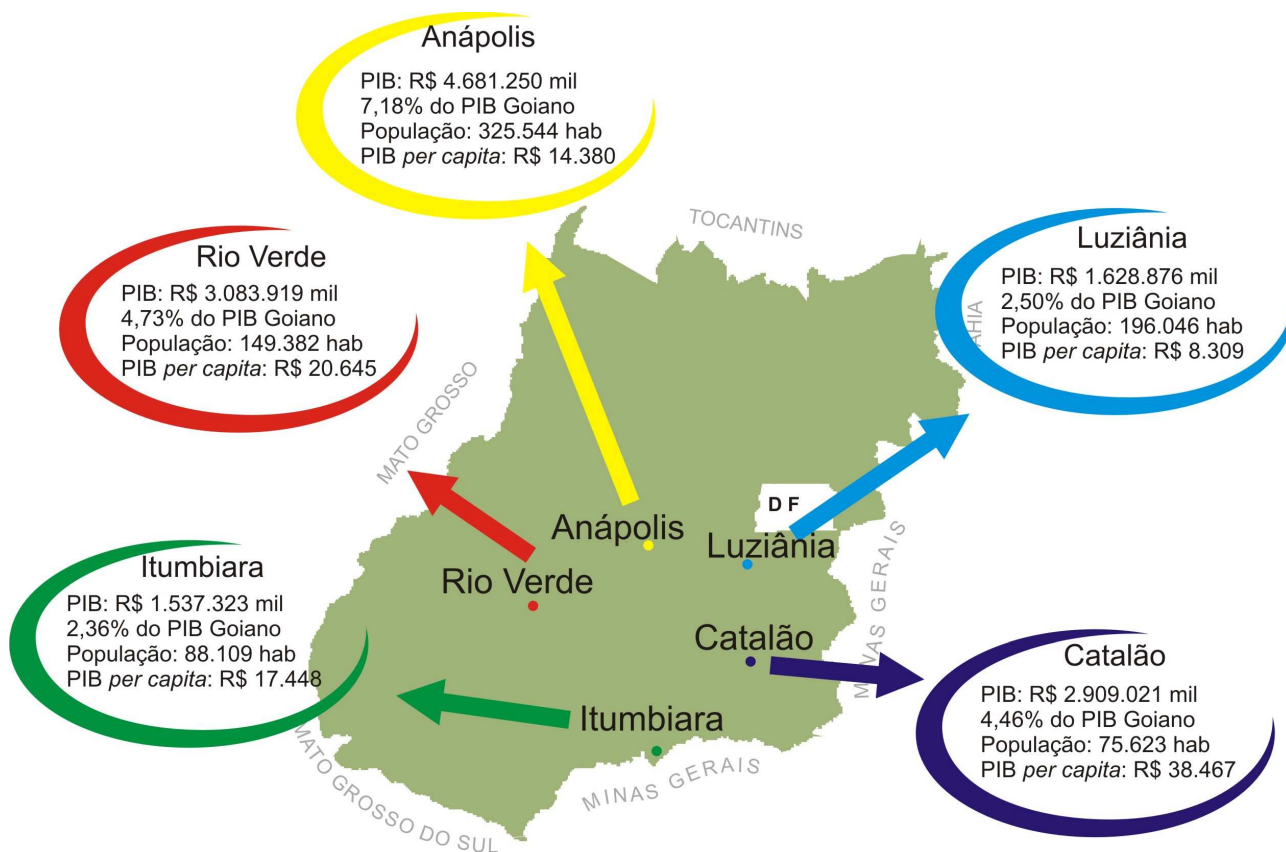 Anápolis
PIB: R$ 4.681.250 mil
7,18% do PIB Goiano
População: 325.544 hab
PIB per capita: R$ 14.380
TOCANTINS
Rio Verde
PIB: R$ 3.083.919 mil
4,73% do PIB Goiano
População: 149.382 hab
PIB per capita: R$ 20.645
Luziânia
PIB: R$ 1.628.876 mil
2,50% do PIB Goiano
População: 196.046 hab
PIB per capita: R$ 8.309
AHIA
MATO GROSSO
D F
Anápolis
Luziânia
Rio Verde
MINAS GERAIS
Itumbiara
PIB: R$ 1.537.323 mil
2,36% do PIB Goiano
População: 88.109 hab
PIB per capita: R$ 17.448
Catalão
Catalão
PIB: R$ 2.909.021 mil
4,46% do PIB Goiano
População: 75.623 hab
PIB per capita: R$ 38.467
Itumbiara
MINAS GERAIS
MATO GROSSO DO SUL